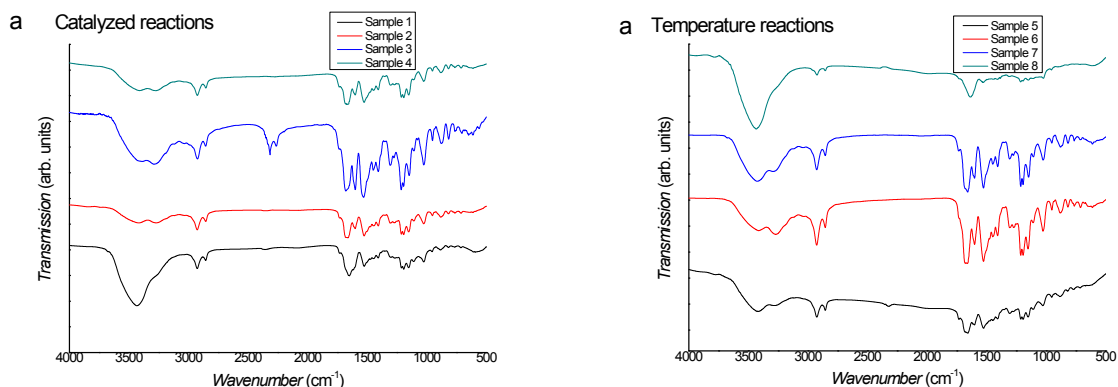 a Catalyzed reactions
Sample 1
Sample 2
Sample 3
Sample 4
Transmission (arb. units)
4000 3500 3000 2500 2000 1500 1000 500
Wavenumber (cm⁻¹)
a Temperature reactions
Sample 5
Sample 6
Sample 7
Sample 8
Transmission (arb. units)
4000 3500 3000 2500 2000 1500 1000 500
Wavenumber (cm⁻¹)